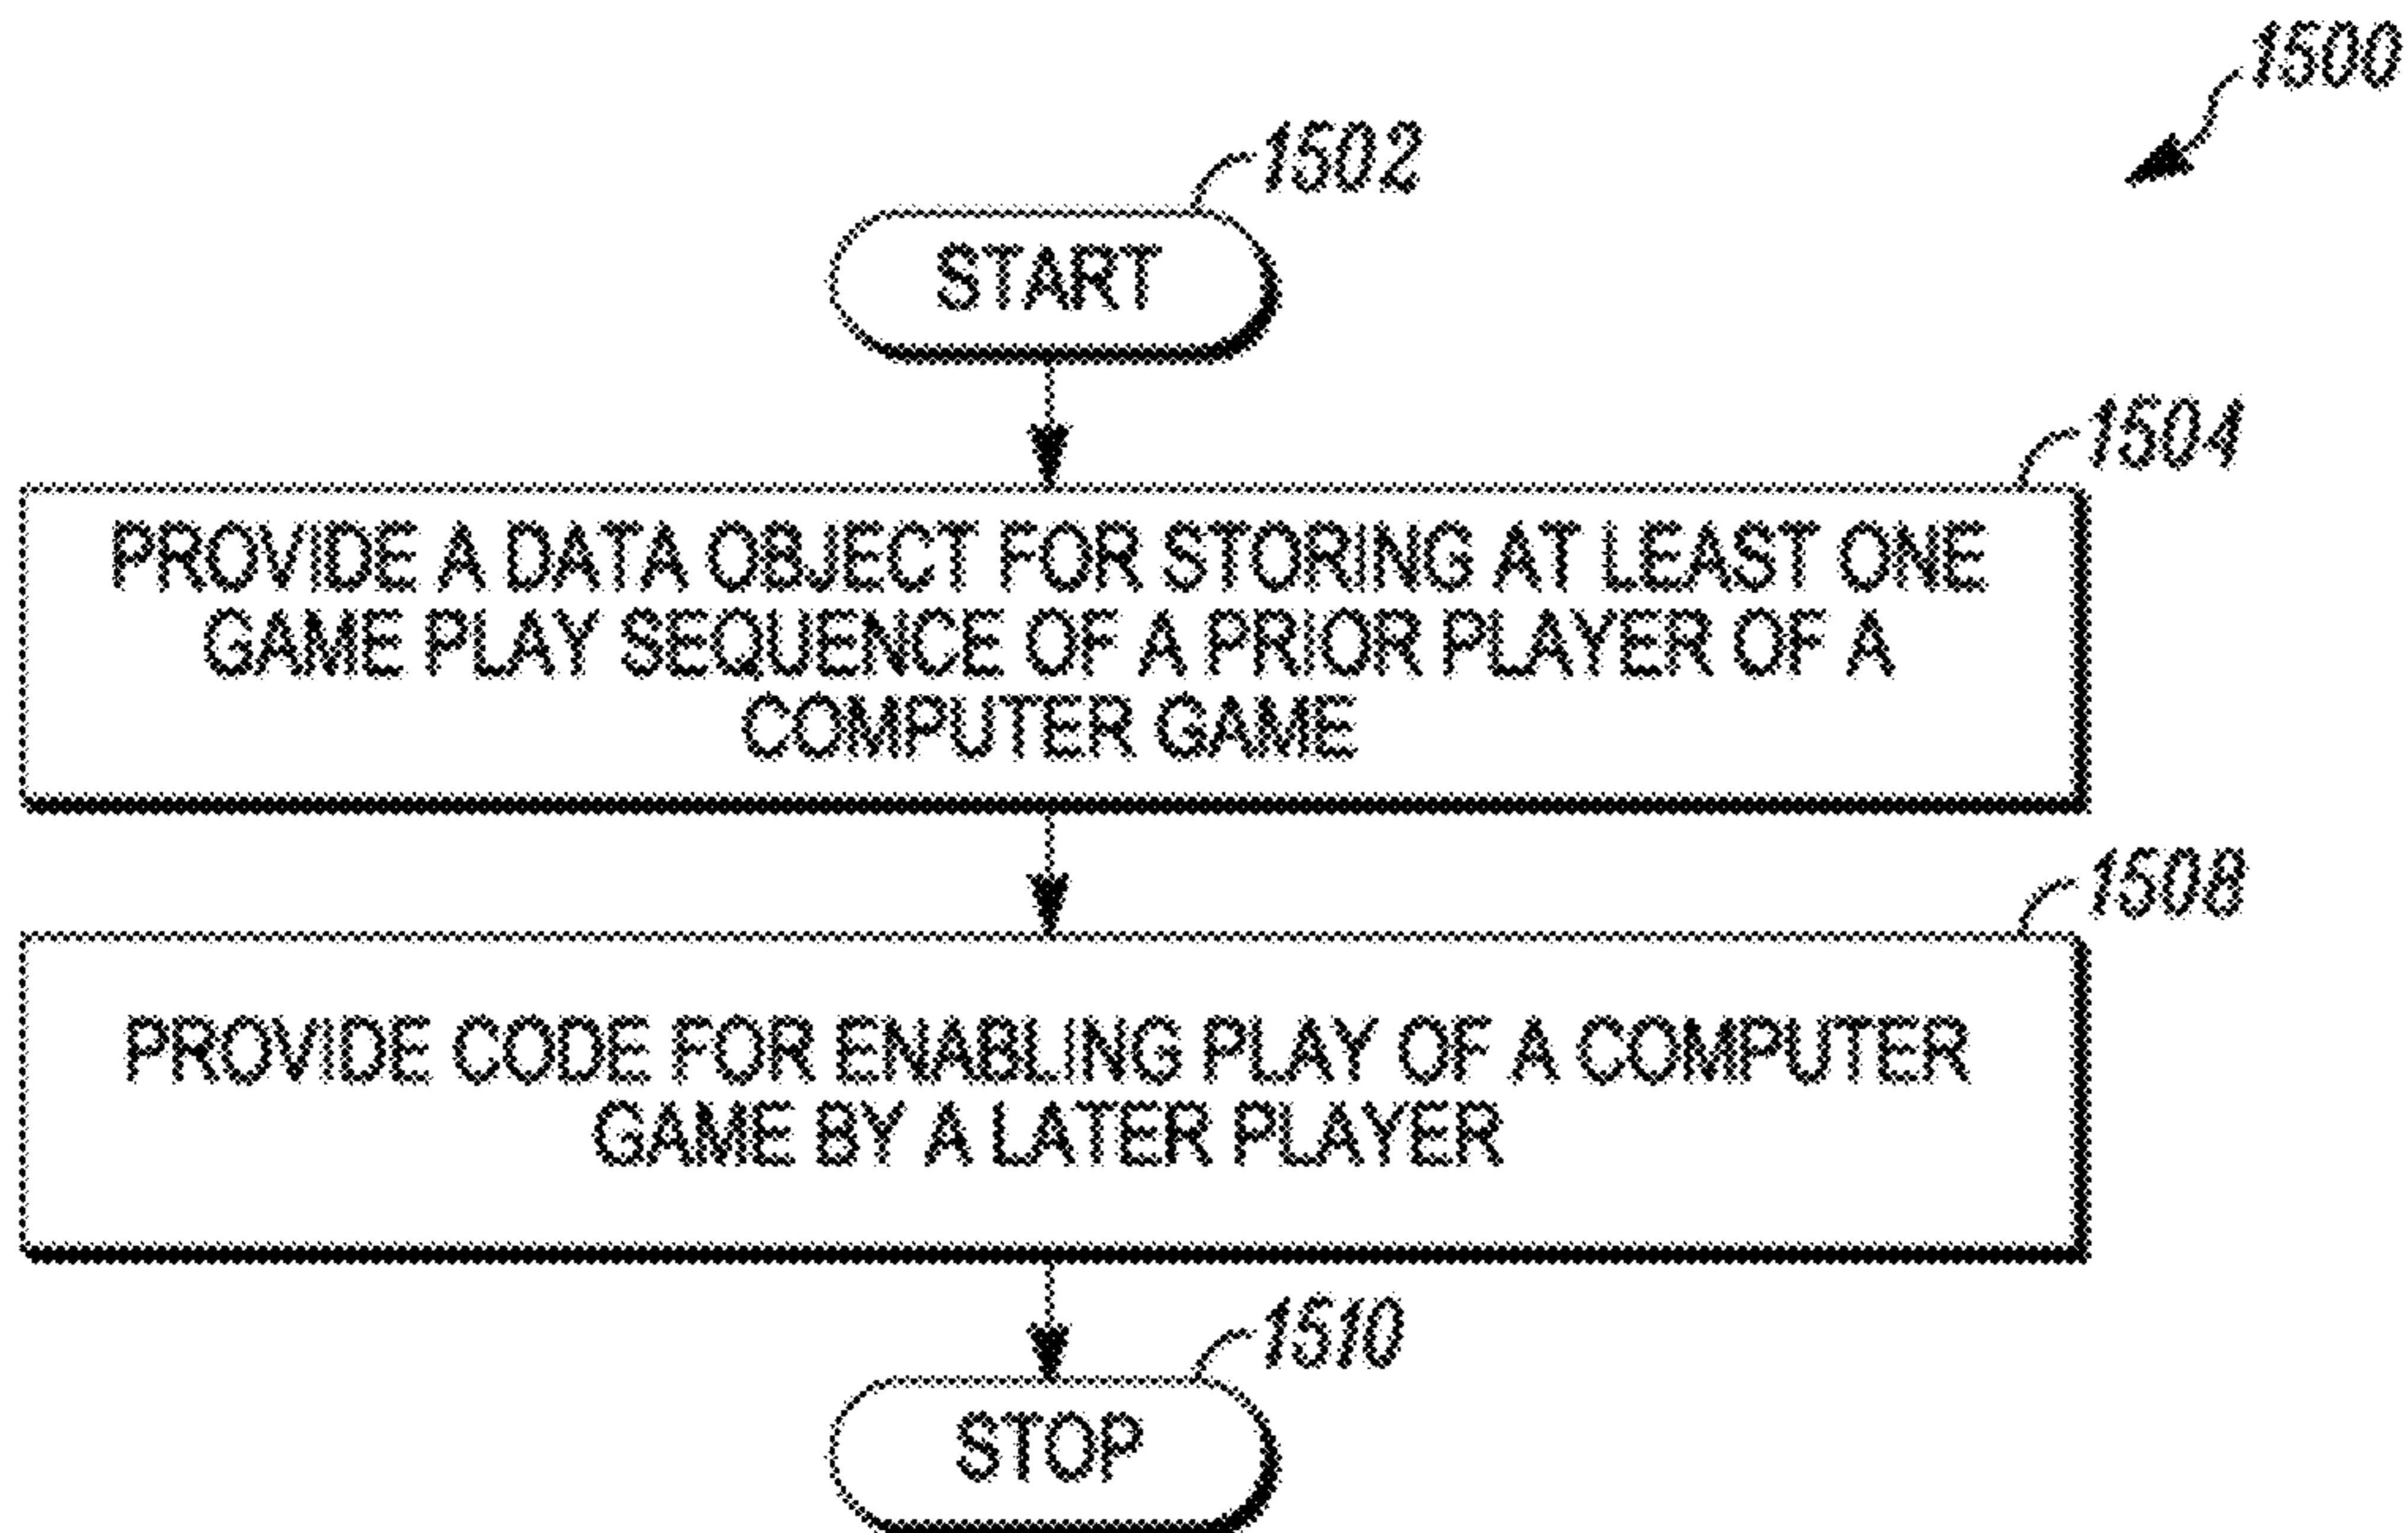 1500
1502
START
1504
PROVIDE A DATA OBJECT FOR STORING AT LEAST ONE
GAME PLAY SEQUENCE OF A PRIOR PLAYER OF A
COMPUTER GAME
1508
PROVIDE CODE FOR ENABLING PLAY OF A COMPUTER
GAME BY A LATER PLAYER
1510
STOP